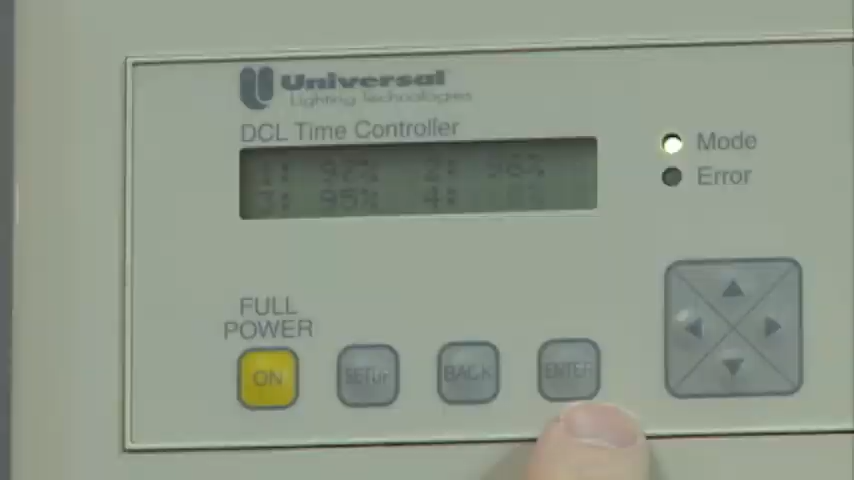 Universal
Lighting Technologies
DCL Time Controller
1: 97% 2: 96%
3: 95% 4:
Mode
Error
FULL
POWER
ON
SETUP
BACK
ENTER